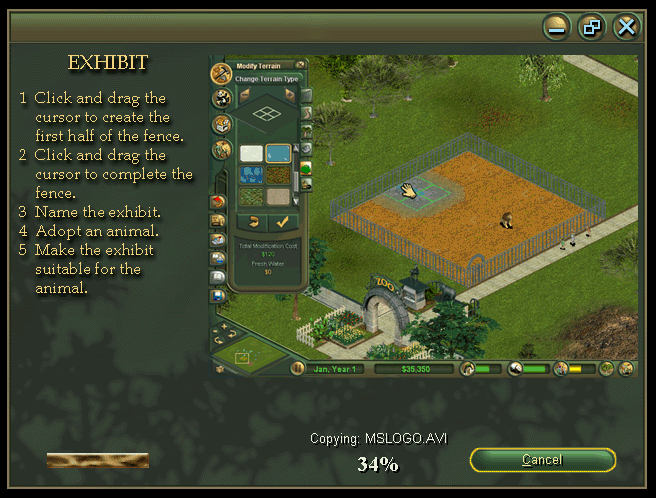 EXHIBIT
1 Click and drag the
cursor to create the
first half of the fence.
2 Click and drag the
cursor to complete the
fence.
3 Name the exhibit.
4 Adopt an animal.
5 Make the exhibit
suitable for the
animal.
Modify Terrain
Change Terrain Type
Total Modification Cost
$120
Fresh Water
$0
ZOO
Jan, Year 1
$35,350
Copying: MSLOGO.AVI
34%
Cancel